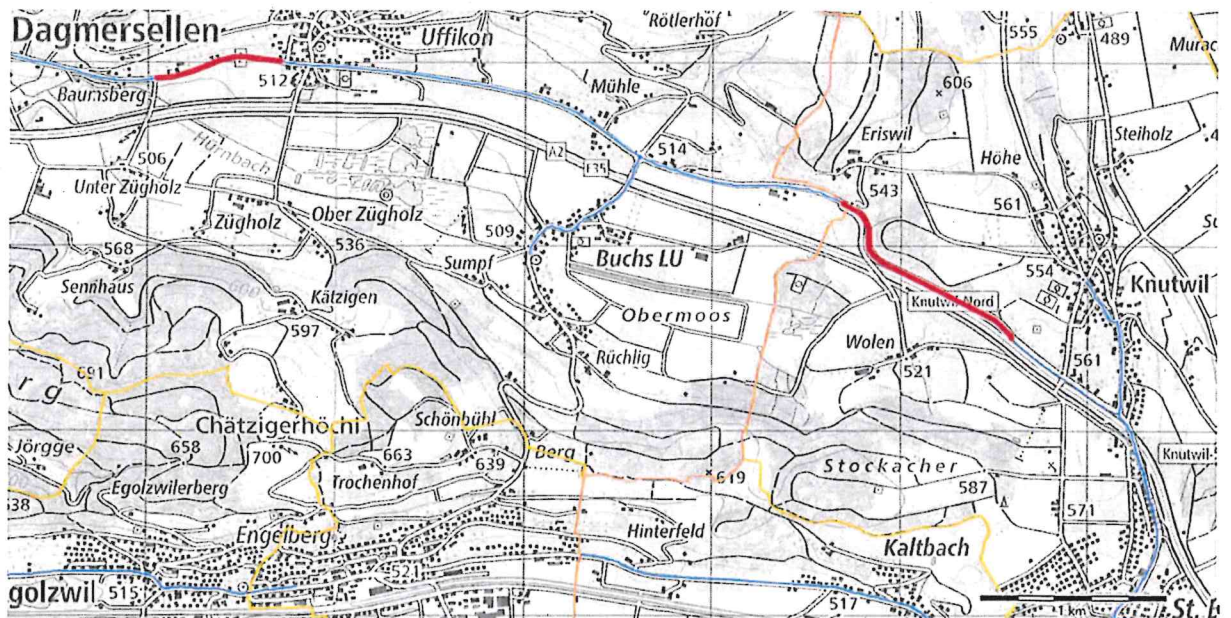 Dagmersellen
Uffikon
Rötlerhof
555
489
Baumsberg
512
Mühle
606
Eriswil
Steiholz
Höhe
506
Hürnbach
A2
E35
514
543
Unter Zügholz
Zügholz
Ober Zügholz
509
561
568
536
Sumpf
Buchs LU
554
Knutwil
Sennhaus
Kätzigen
Knutwil-Nord
597
Obermoos
Rüchlig
Wolen
521
561
691
r g
Chätzigerhöchi
Schönbühl
Jörgge
658
700
663
639
Berg
619
Stockacher
587
Egolzwilerberg
Trochenhof
38
Engelberg
Hinterfeld
571
521
Kaltbach
golzwil
515
517
1 km